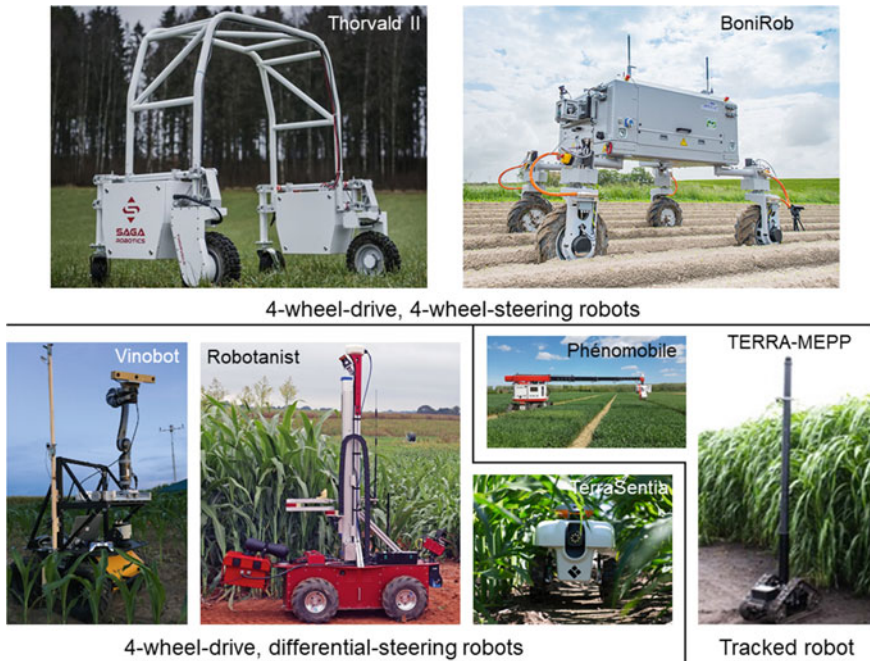 Thorvald II
SAGA
ROBOTICS
BoniRob
4-wheel-drive, 4-wheel-steering robots
Vinobot
Robotanist
Phénomobile
TerraSentia
TERRA-MEPP
4-wheel-drive, differential-steering robots
Tracked robot